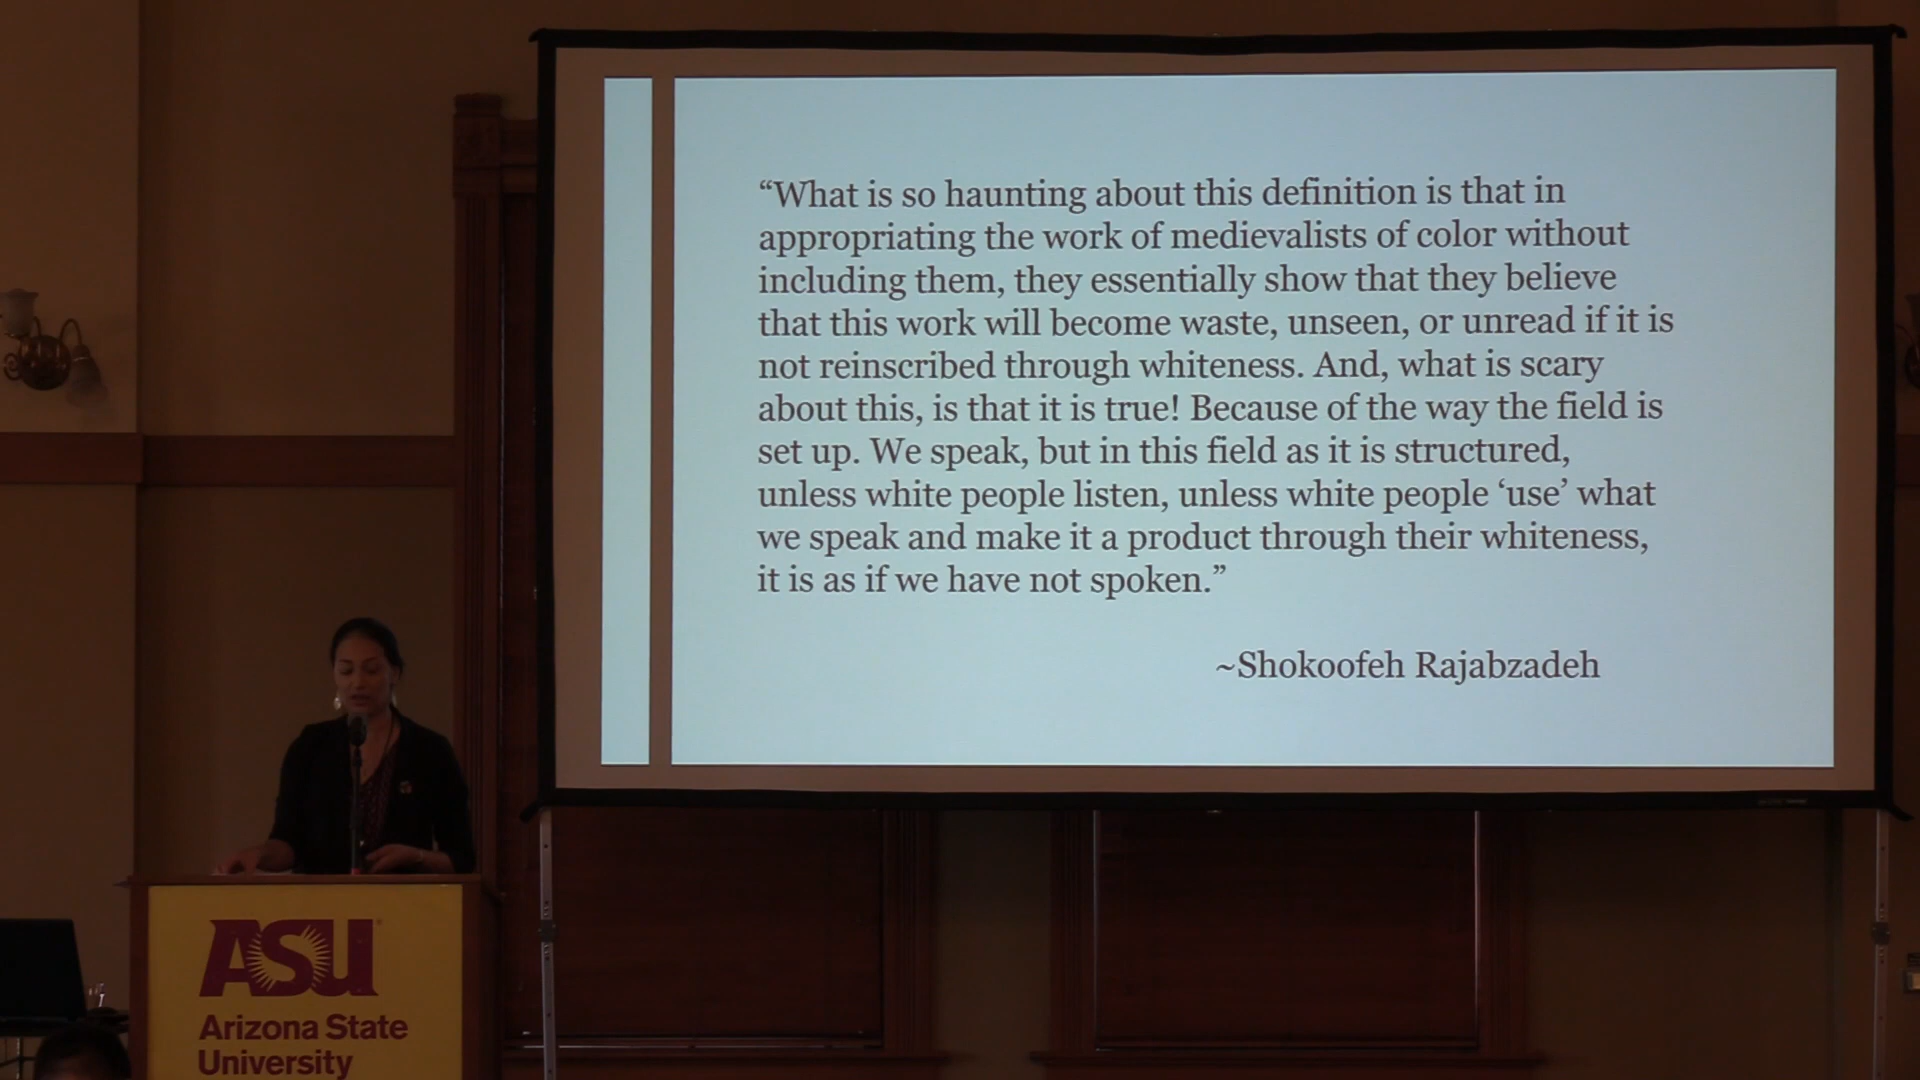 “What is so haunting about this definition is that in
appropriating the work of medievalists of color without
including them, they essentially show that they believe
that this work will become waste, unseen, or unread if it is
not reinscribed through whiteness. And, what is scary
about this, is that it is true! Because of the way the field is
set up. We speak, but in this field as it is structured,
unless white people listen, unless white people ‘use’ what
we speak and make it a product through their whiteness,
it is as if we have not spoken.”
~Shokoofeh Rajabzadeh
ASU
Arizona State
University